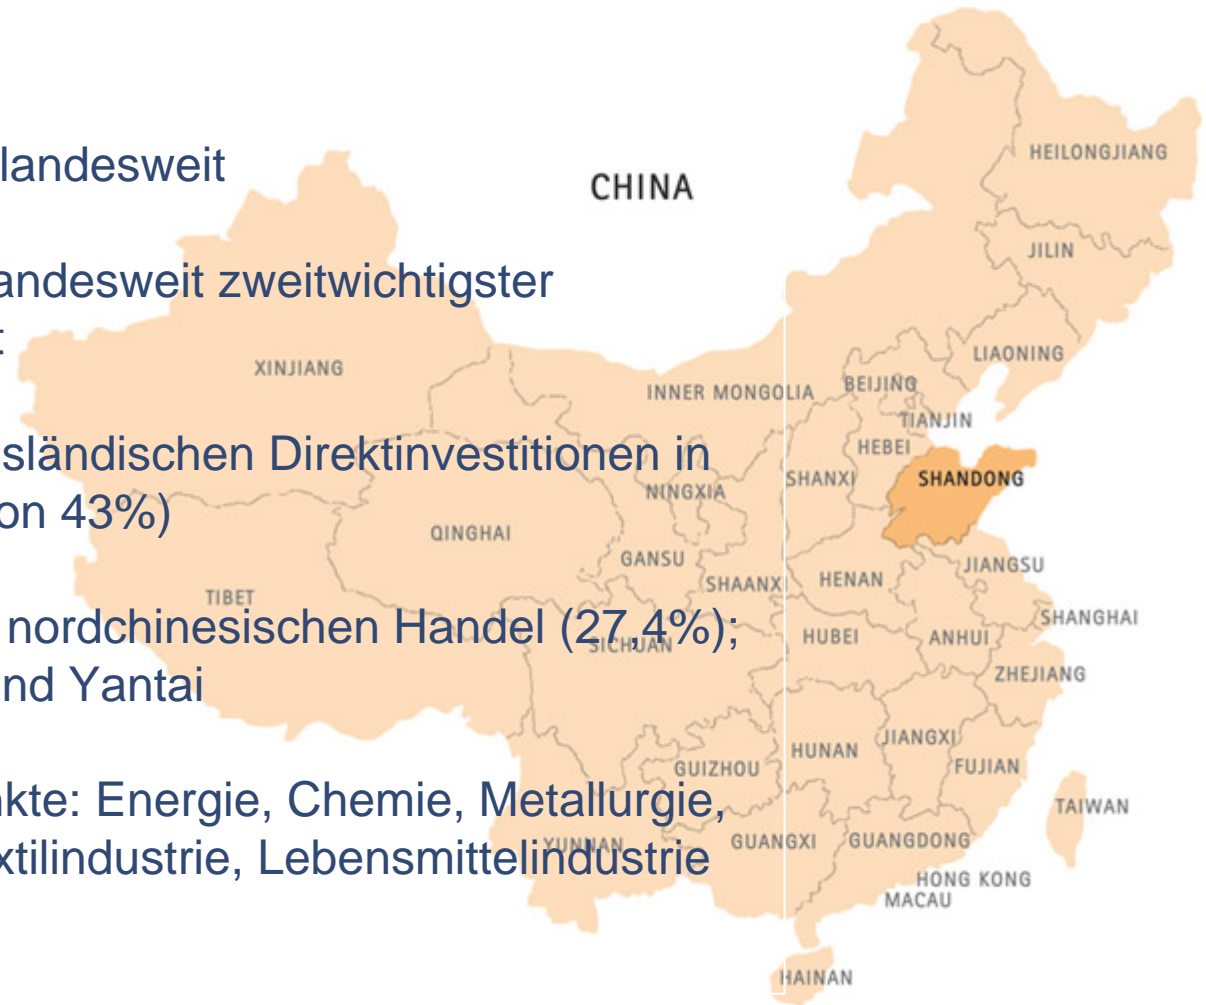 landesweit
andesweit zweitwichtigster
t
sländischen Direktinvestitionen in
on 43%)
nordchinesischen Handel (27,4%);
nd Yantai
nkte: Energie, Chemie, Metallurgie,
xtilindustrie, Lebensmittelindustrie
CHINA
HEILONGJIANG
JILIN
LIAONING
XINJIANG
INNER MONGOLIA
BEIJING
TIANJIN
HEBEI
SHANDONG
SHANXI
NINGXIA
QINGHAI
GANSU
JIANGSU
SHAANXI
HENAN
TIBET
SHANGHAI
SICHUAN
HUBEI
ANHUI
ZHEJIANG
HUNAN
JIANGXI
GUIZHOU
FUJIAN
TAIWAN
YUNNAN
GUANGXI
GUANGDONG
HONG KONG
MACAU
HAINAN